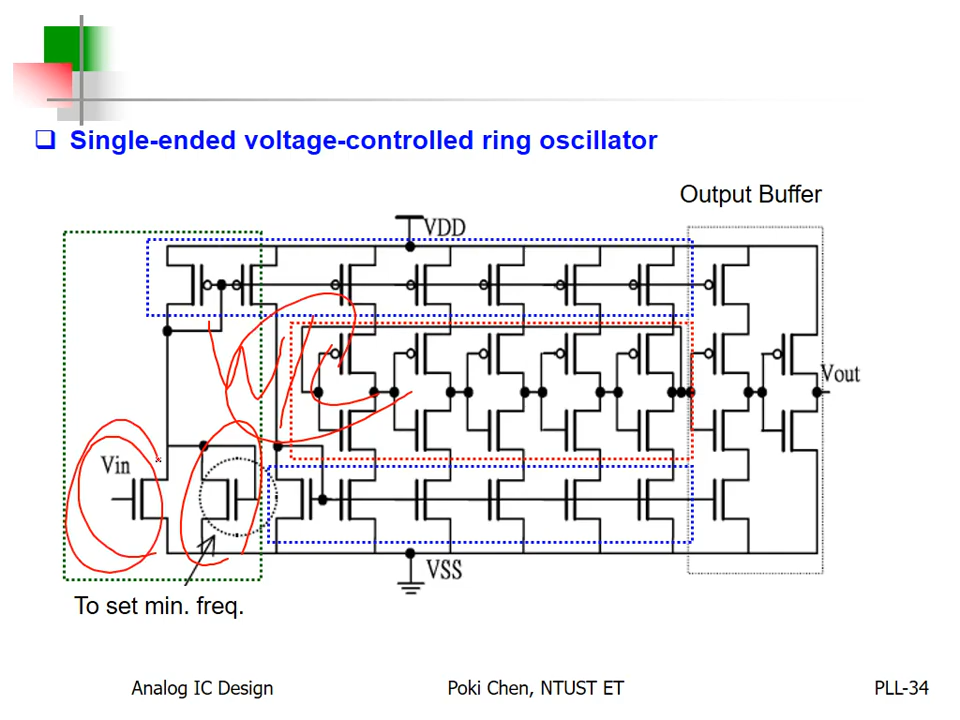 Single-ended voltage-controlled ring oscillator
Output Buffer
VDD
Vout
Vin
VSS
To set min. freq.
Analog IC Design
Poki Chen, NTUST ET
PLL-34